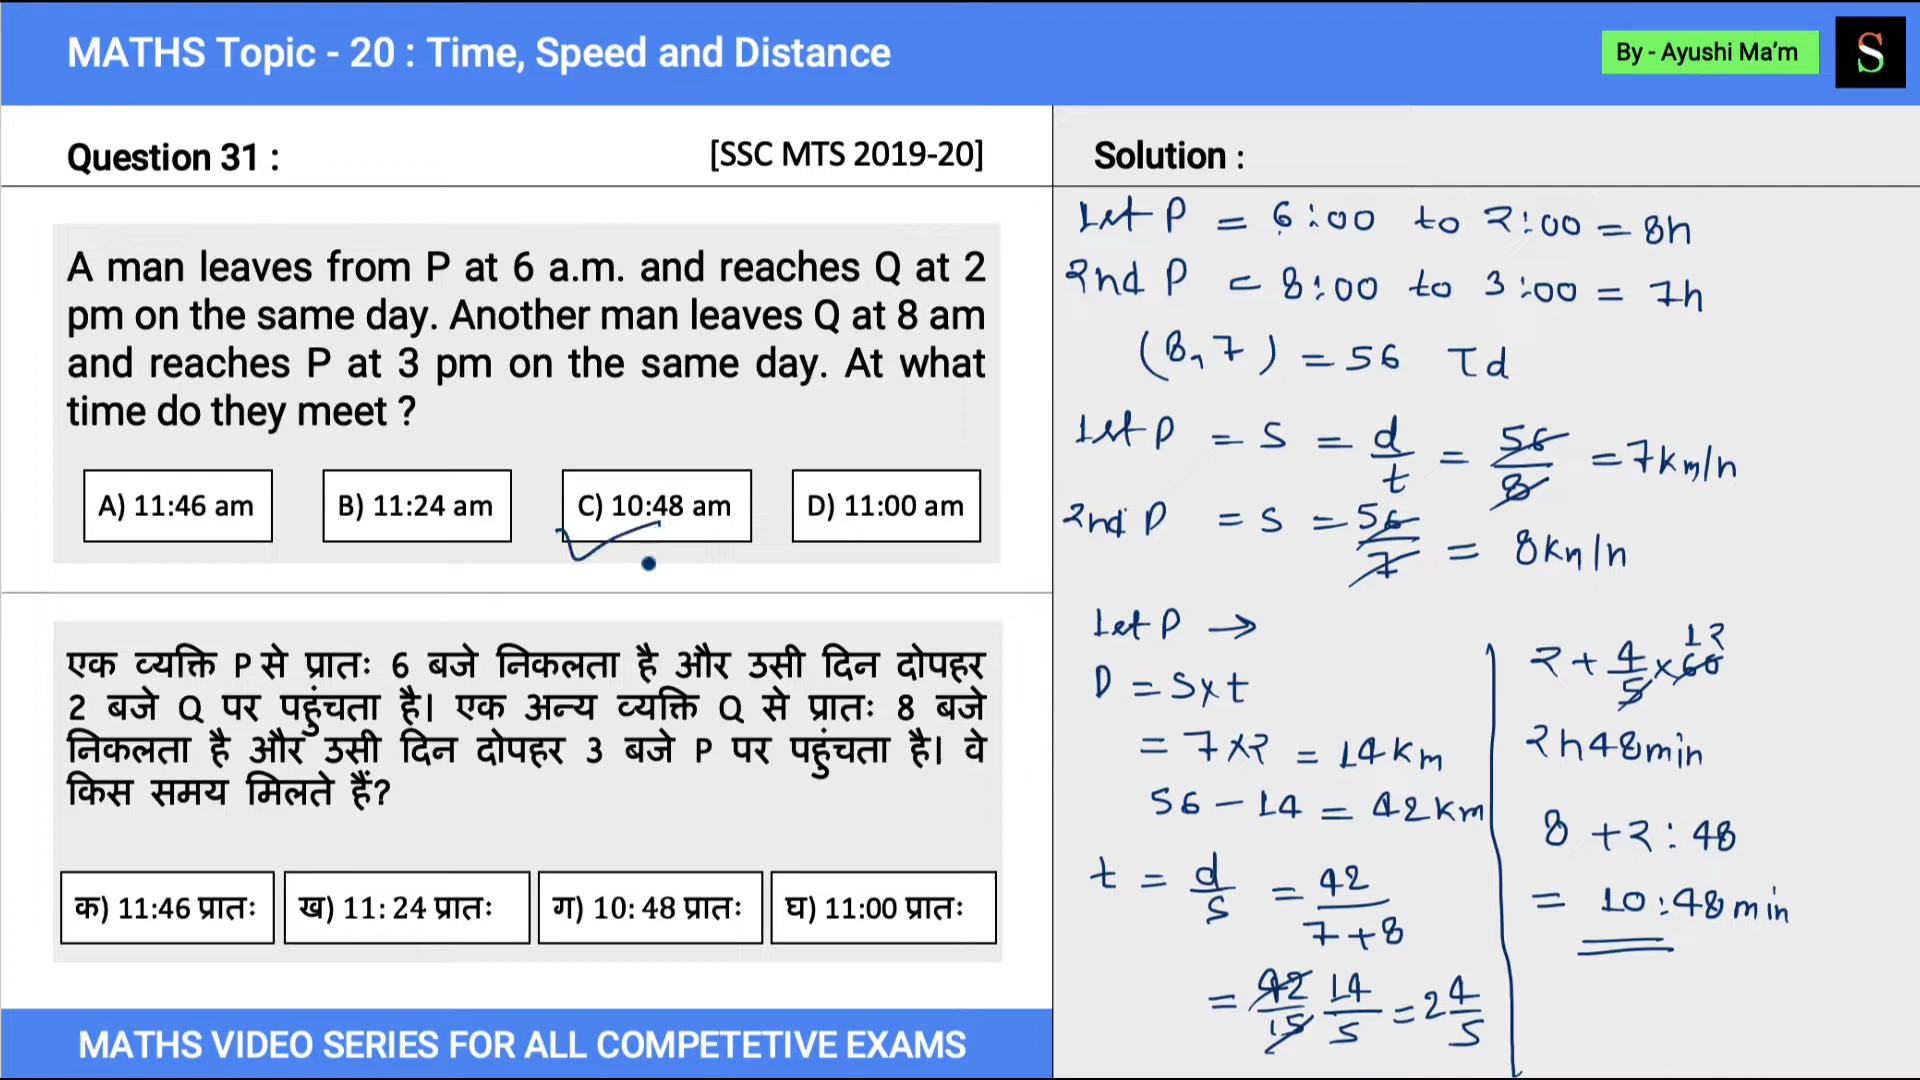 MATHS Topic - 20 : Time, Speed and Distance
By - Ayushi Ma'm
S
Question 31 :
[SSC MTS 2019-20]
A man leaves from P at 6 a.m. and reaches Q at 2
pm on the same day. Another man leaves Q at 8 am
and reaches P at 3 pm on the same day. At what
time do they meet ?
A) 11:46 am
B) 11:24 am
C) 10:48 am
D) 11:00 am
एक व्यक्ति P से प्रातः 6 बजे निकलता है और उसी दिन दोपहर
2 बजे Q पर पहुंचता है। एक अन्य व्यक्ति Q से प्रातः 8 बजे
निकलता है और उसी दिन दोपहर 3 बजे P पर पहुंचता है। वे
किस समय मिलते हैं?
क) 11:46 प्रातः
ख) 11: 24 प्रातः
ग) 10: 48 प्रातः
घ) 11:00 प्रातः
MATHS VIDEO SERIES FOR ALL COMPETETIVE EXAMS
Solution :
1st P = 6:00 to 2:00 = 8h
2nd P = 8:00 to 3:00 = 7h
(8, 7) = 56 Td
1st P = S = d/t = 56/8 = 7km/h
2nd P = S = 56/7 = 8km/h
1st P →
D = S×t
= 7×2 = 14km
56 - 14 = 42km
t = d/s = 42/7+8
= 42/15 14/5 = 2 4/5
2 + 4/5 × 60 12
2h48min
8 + 2:48
= 10:48min